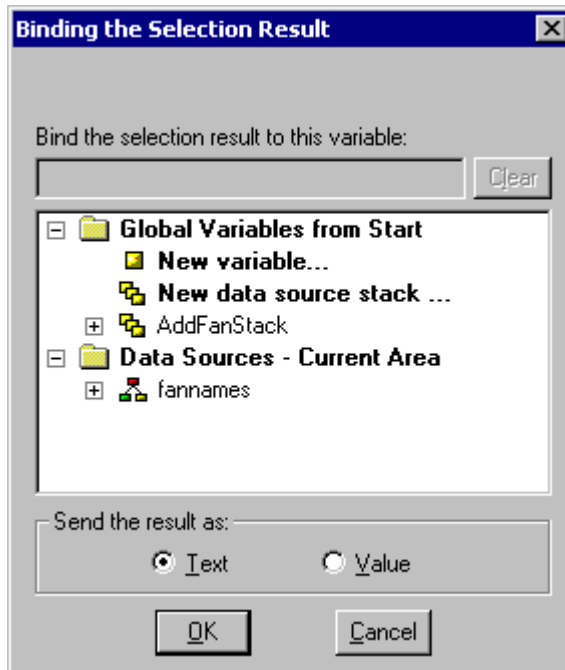 Binding the Selection Result
Bind the selection result to this variable:
Clear
Global Variables from Start
New variable...
New data source stack ...
AddFanStack
Data Sources - Current Area
fannames
Send the result as:
Text Value
OK Cancel